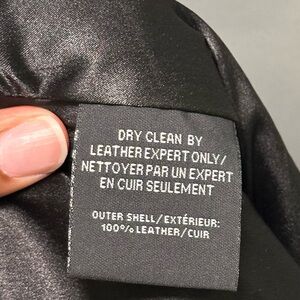 DRY CLEAN BY
LEATHER EXPERT ONLY/
NETTOYER PAR UN EXPERT
EN CUIR SEULEMENT
OUTER SHELL/EXTÉRIEUR:
100% LEATHER/CUIR